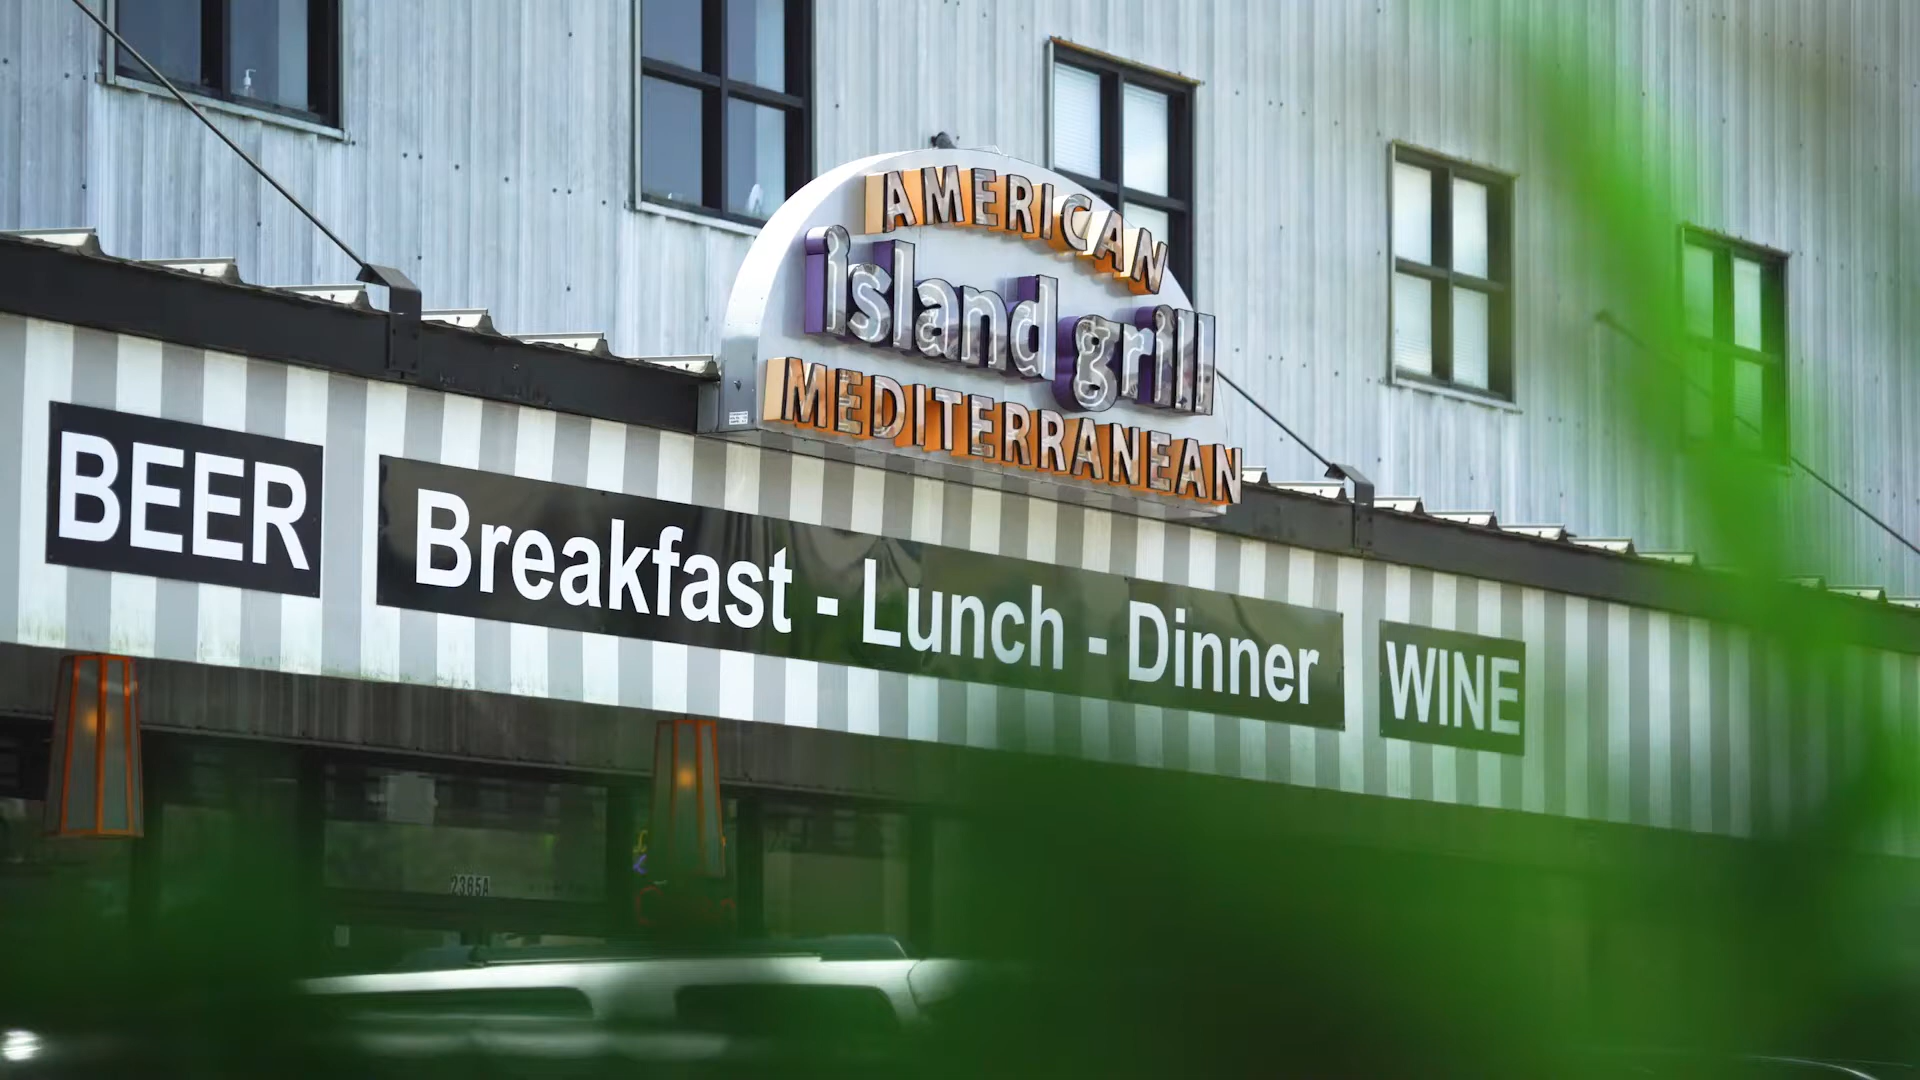 AMERICAN
island grill
MEDITERRANEAN
BEER
Breakfast - Lunch - Dinner
WINE
2365A